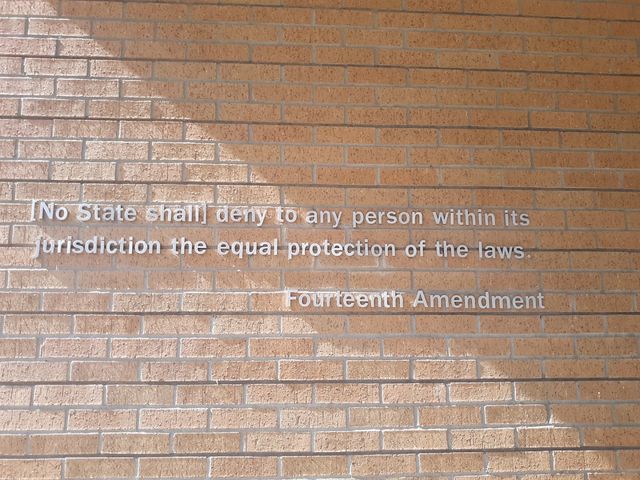 [No State shall] deny to any person within its
jurisdiction the equal protection of the laws.
Fourteenth Amendment